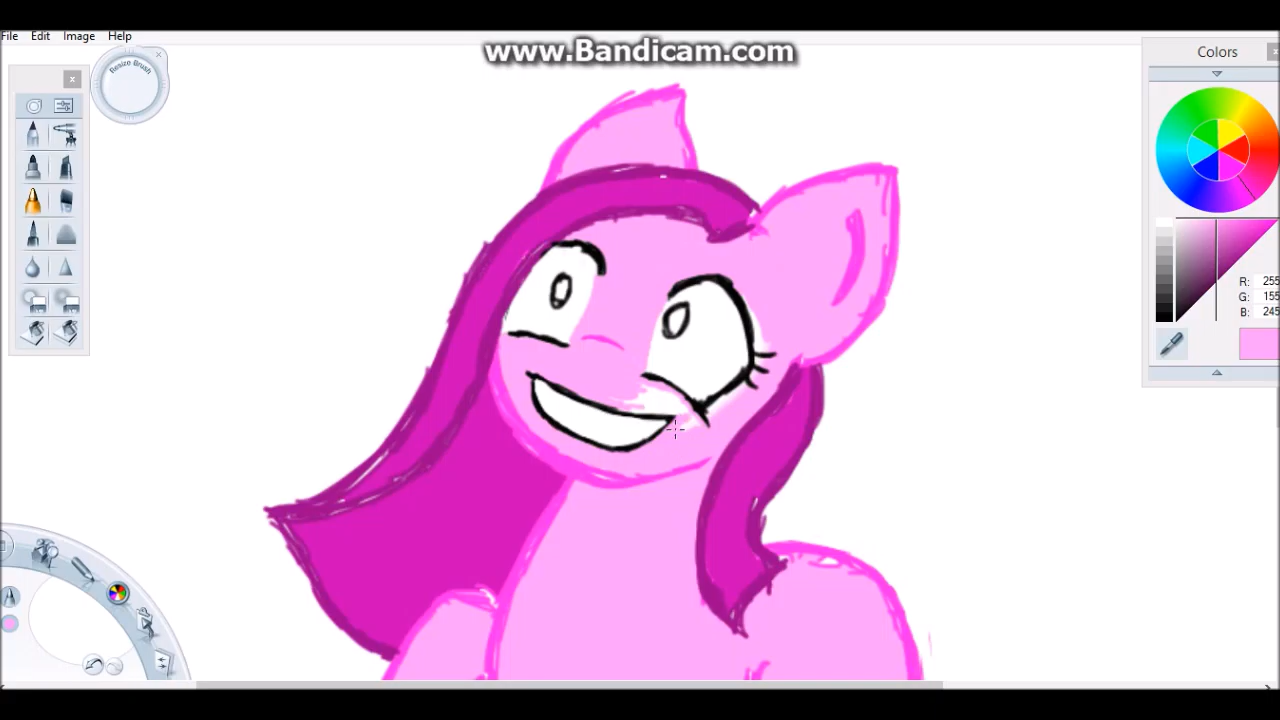 File Edit Image Help
www.Bandicam.com
Resize Brush
Colors
R: 255
G: 155
B: 245